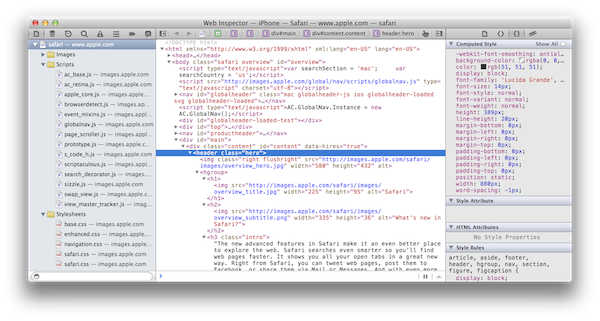 Web Inspector — iPhone — Safari — www.apple.com — safari
safari — www.apple.com
div#main
div#content.content
header.hero
Images
Scripts
ac_base.js — images.apple.com
ac_retina.js — images.apple.com
apple_core.js — images.apple.com
browserdetect.js — images.app…
event_mixins.js — images.appl…
globalnav.js — images.apple.com
page_scroller.js — images.appl…
prototype.js — images.apple.com
s_code_h.js — images.apple.com
scriptaculous.js — images.appl…
search_decorator.js — images.a…
sizzle.js — images.apple.com
swap_view.js — images.apple.c…
view_master_tracker.js — image…
Stylesheets
base.css — images.apple.com
enhanced.css — images.apple.c…
navigation.css — images.apple…
safari.css — images.apple.com
safari.css — images.apple.com
<!DOCTYPE html>
<html xmlns="http://www.w3.org/1999/xhtml" xml:lang="en-US" lang="en-US">
<head>…</head>
<body class="safari overview" id="overview">
<script type="text/javascript">var searchSection = 'mac'; var
searchCountry = 'us';</script>
<script src="http://images.apple.com/global/nav/scripts/globalnav.js" type=
"text/javascript" charset="utf-8"></script>
<nav id="globalheader" class="mac globalheader-js ios globalheader-loaded
svg globalheader-loaded">…</nav>
<script type="text/javascript">AC.GlobalNav.Instance = new
AC.GlobalNav();</script>
<div id="globalheader-loaded-test"></div>
<div id="top">…</div>
<nav id="productheader">…</nav>
<div id="main">
<div class="content" id="content" data-hires="true">
<header class="hero">
<img class="right flushright" src="http://images.apple.com/safari/
images/overview_hero.jpg" width="508" height="432" alt>
<hgroup>
<h1>
<img src="http://images.apple.com/safari/images/
overview_title.jpg" width="225" height="95" alt="Safari">
</h1>
<h2>
<img src="http://images.apple.com/safari/images/
overview_subtitle.png" width="335" height="36" alt="What's new in
Safari">
</h2>
<h3 class="intro">
"The new advanced features in Safari make it an even better place
to explore the web. Safari searches even smarter so you'll find
web pages faster. It shows you all your open tabs in a great new
way. Right from Safari, you can tweet web pages, post them to
Facebook, or share them via Mail or Messages. And with even more
Computed Style
Show All
-webkit-font-smoothing: antial…
background-color: rgba(0, 0,…
color: rgb(51, 51, 51);
display: block;
font-family: 'Lucida Grande',…
font-size: 14px;
font-style: normal;
font-variant: normal;
font-weight: normal;
height: 389px;
line-height: 20px;
margin-bottom: 0px;
margin-left: 0px;
margin-right: 0px;
margin-top: 0px;
padding-bottom: 0px;
padding-left: 0px;
padding-right: 0px;
padding-top: 0px;
position: static;
width: 880px;
word-spacing: -1px;
Style Attribute
HTML Attributes
No Style Properties
Style Rules
article, aside, footer,
header, hgroup, nav, section,
figure, figcaption {
display: block;